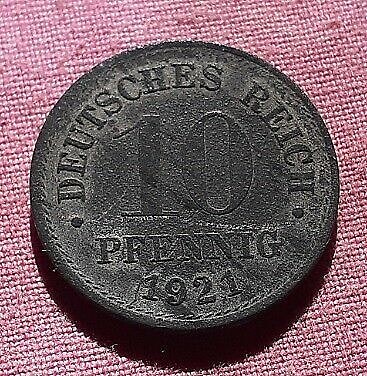 · DEUTSCHES REICH ·
10
PFENNIG
1921